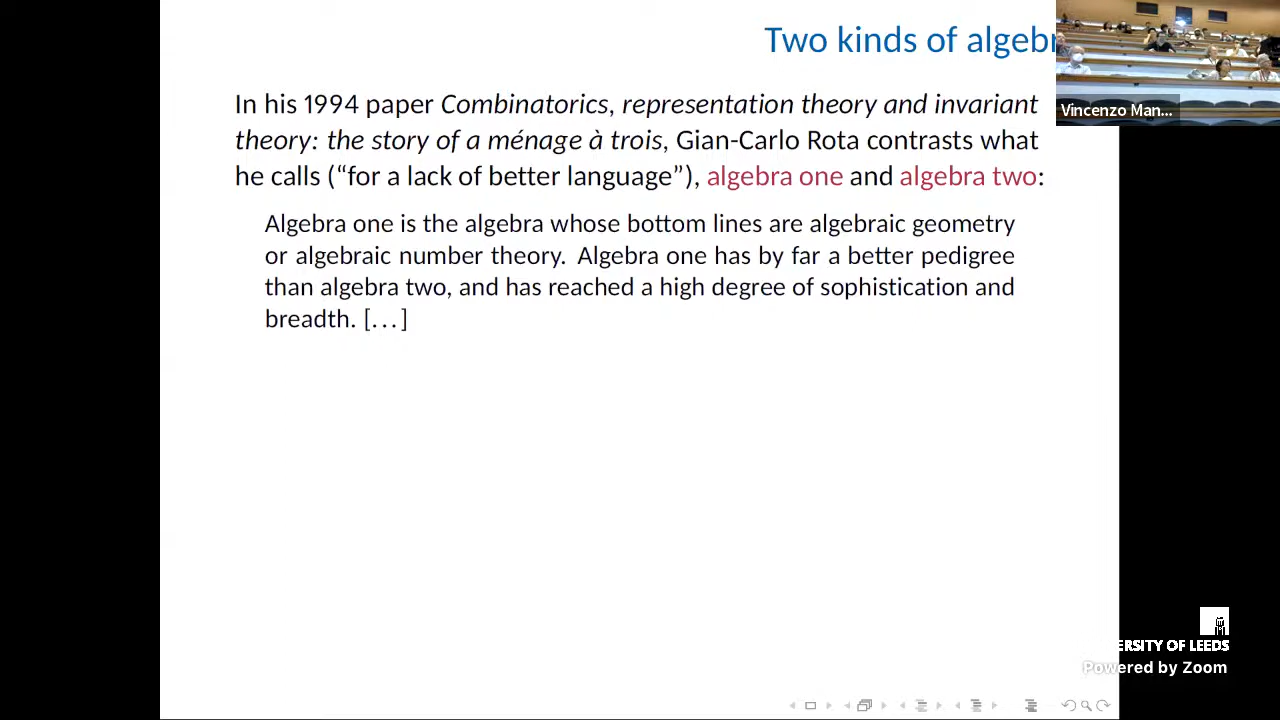 Two kinds of algebr
In his 1994 paper Combinatorics, representation theory and invariant
theory: the story of a ménage à trois, Gian-Carlo Rota contrasts what
he calls (“for a lack of better language”), algebra one and algebra two:
Algebra one is the algebra whose bottom lines are algebraic geometry
or algebraic number theory. Algebra one has by far a better pedigree
than algebra two, and has reached a high degree of sophistication and
breadth. [...]
Vincenzo Man...
ERSITY OF LEEDS
Powered by Zoom